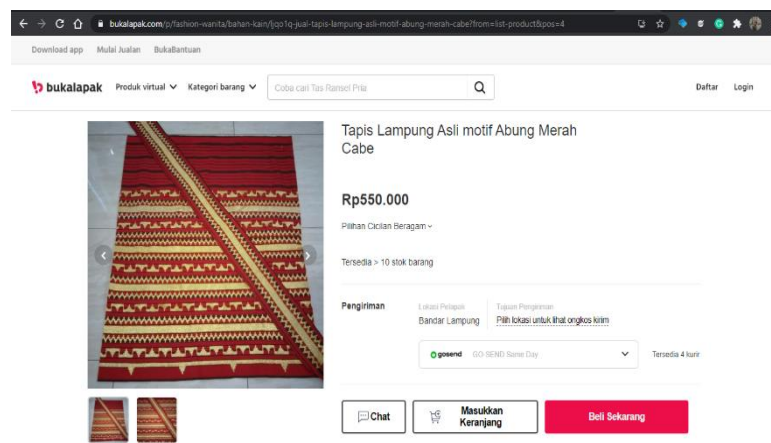 bukalapak.com/p/fashion-wanita/bahan-kain/ljqo1q-jual-tapis-lampung-asli-motif-abung-merah-cabe?from=list-product&pos=4
Download app Mulai Jualan BukaBantuan
bukalapak Produk virtual Kategori barang Coba cari Tas Ransel Pria Daftar Login
Tapis Lampung Asli motif Abung Merah
Cabe
Rp550.000
Pilihan Cicilan Beragam
Tersedia > 10 stok barang
Pengiriman Lokasi Pelapak Tujuan Pengiriman
Bandar Lampung Pilih lokasi untuk lihat ongkos kirim
gosend GO-SEND Same Day Tersedia 4 kurir
Chat Masukkan Keranjang Beli Sekarang